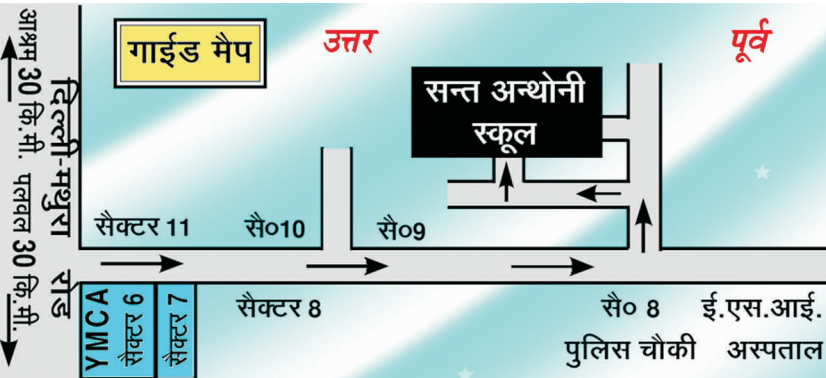 गाईड मैप
उत्तर
पूर्व
आश्रम 30 कि.मी. पलवल 30 कि.मी.
दिल्ली-मथुरा रोड
सन्त अन्थोनी
स्कूल
सैक्टर 11
सै०10
सै०9
YMCA
सैक्टर 6
सैक्टर 7
सैक्टर 8
सै० 8
पुलिस चौकी
ई.एस.आई.
अस्पताल